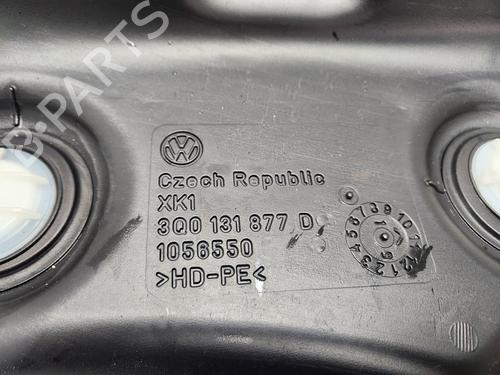 B-PARTS
Czech Republic
XK1
3Q0 131 877 D
1056550
>HD-PE<